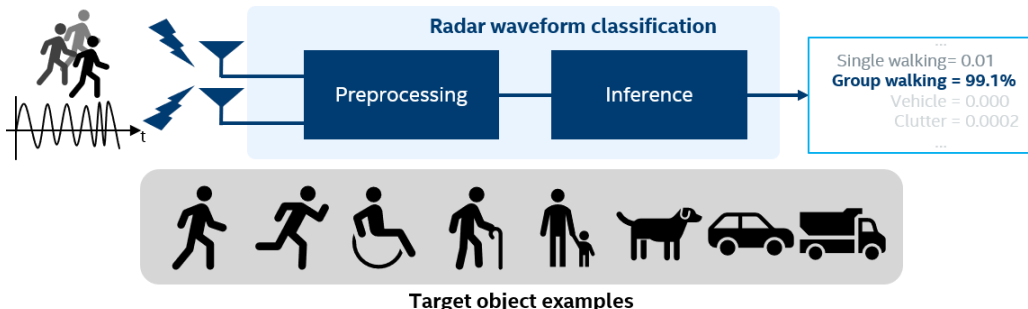 Radar waveform classification
t
Preprocessing
Inference
...
Single walking= 0.01
Group walking = 99.1%
Vehicle = 0.000
Clutter = 0.0002
...
Target object examples